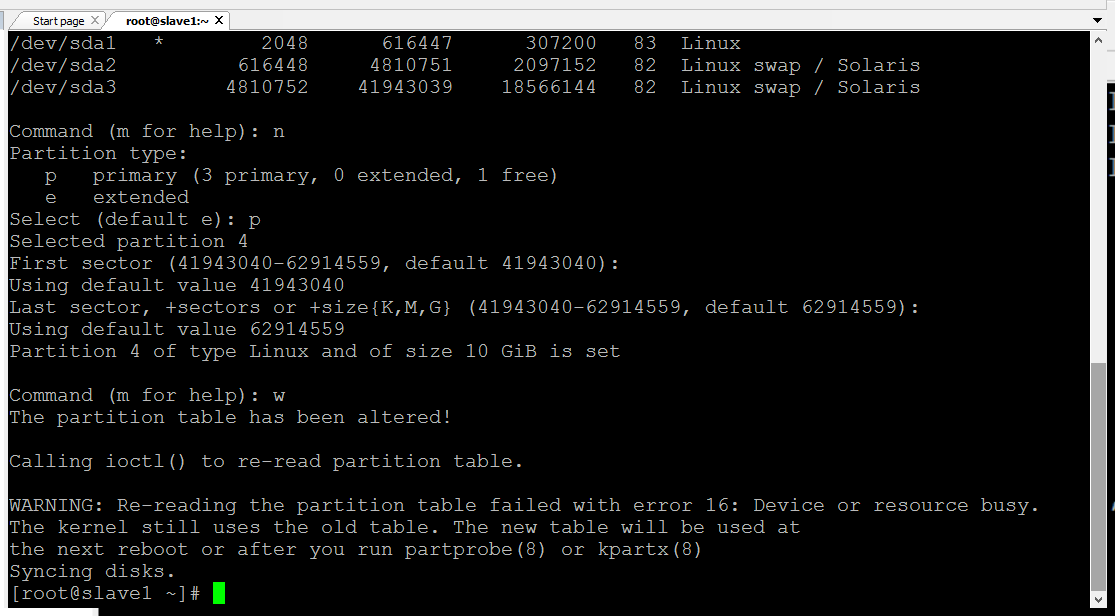 Start page
root@slave1:~
/dev/sda1   *        2048      616447      307200   83  Linux
/dev/sda2          616448     4810751     2097152   82  Linux swap / Solaris
/dev/sda3         4810752    41943039    18566144   82  Linux swap / Solaris
Command (m for help): n
Partition type:
   p   primary (3 primary, 0 extended, 1 free)
   e   extended
Select (default e): p
Selected partition 4
First sector (41943040-62914559, default 41943040):
Using default value 41943040
Last sector, +sectors or +size{K,M,G} (41943040-62914559, default 62914559):
Using default value 62914559
Partition 4 of type Linux and of size 10 GiB is set
Command (m for help): w
The partition table has been altered!
Calling ioctl() to re-read partition table.
WARNING: Re-reading the partition table failed with error 16: Device or resource busy.
The kernel still uses the old table. The new table will be used at
the next reboot or after you run partprobe(8) or kpartx(8)
Syncing disks.
[root@slave1 ~]#